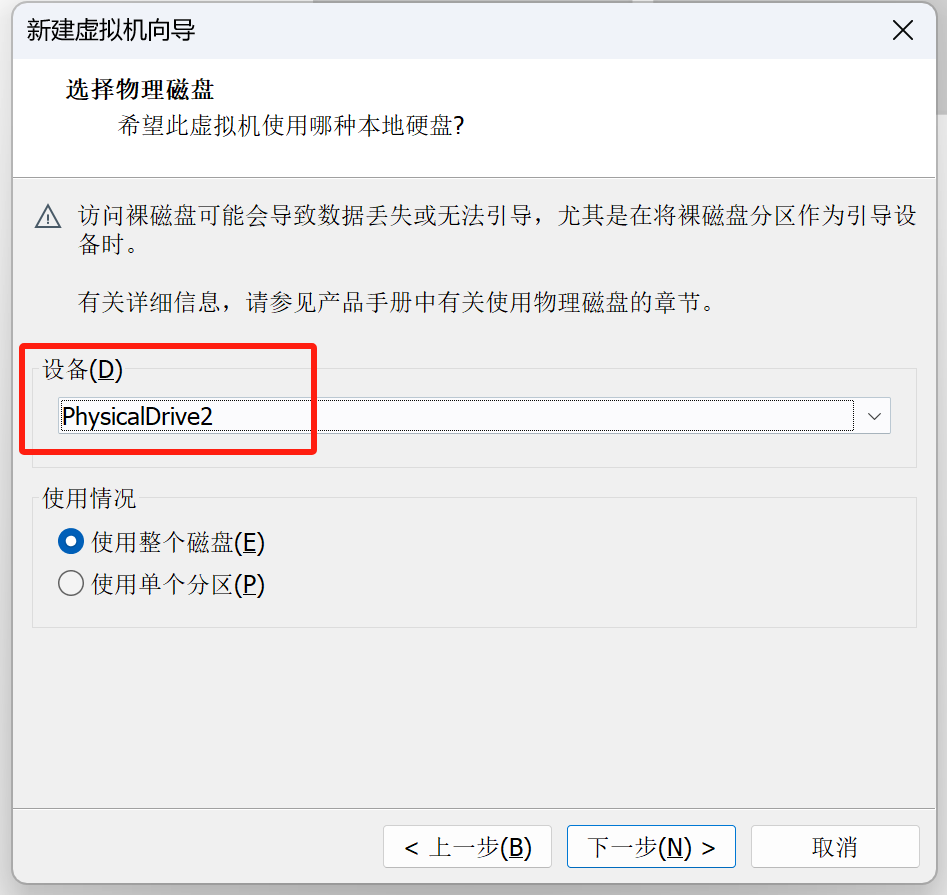 新建虚拟机向导
选择物理磁盘
希望此虚拟机使用哪种本地硬盘?
访问裸磁盘可能会导致数据丢失或无法引导，尤其是在将裸磁盘分区作为引导设
备时。
有关详细信息，请参见产品手册中有关使用物理磁盘的章节。
设备(D)
PhysicalDrive2
使用情况
使用整个磁盘(E)
使用单个分区(P)
< 上一步(B)
下一步(N) >
取消